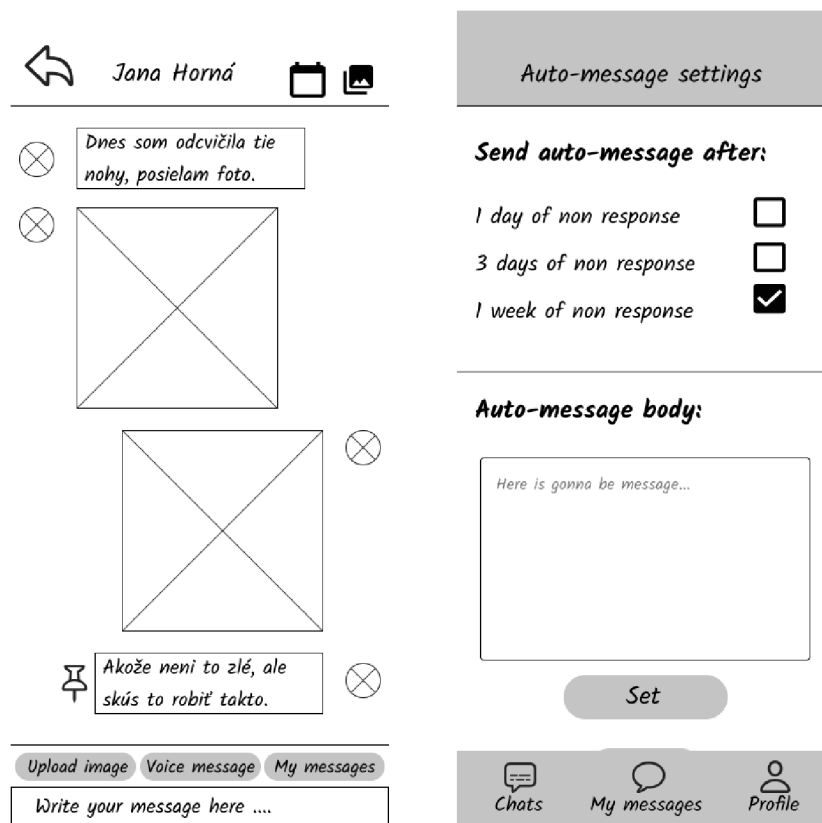 Jana Horná
Dnes som odcvičila tie
nohy, posielam foto.
Akože neni to zlé, ale
skús to robiť takto.
Upload image
Voice message
My messages
Write your message here ....
Auto-message settings
Send auto-message after:
1 day of non response
3 days of non response
1 week of non response
Auto-message body:
Here is gonna be message...
Set
Chats
My messages
Profile